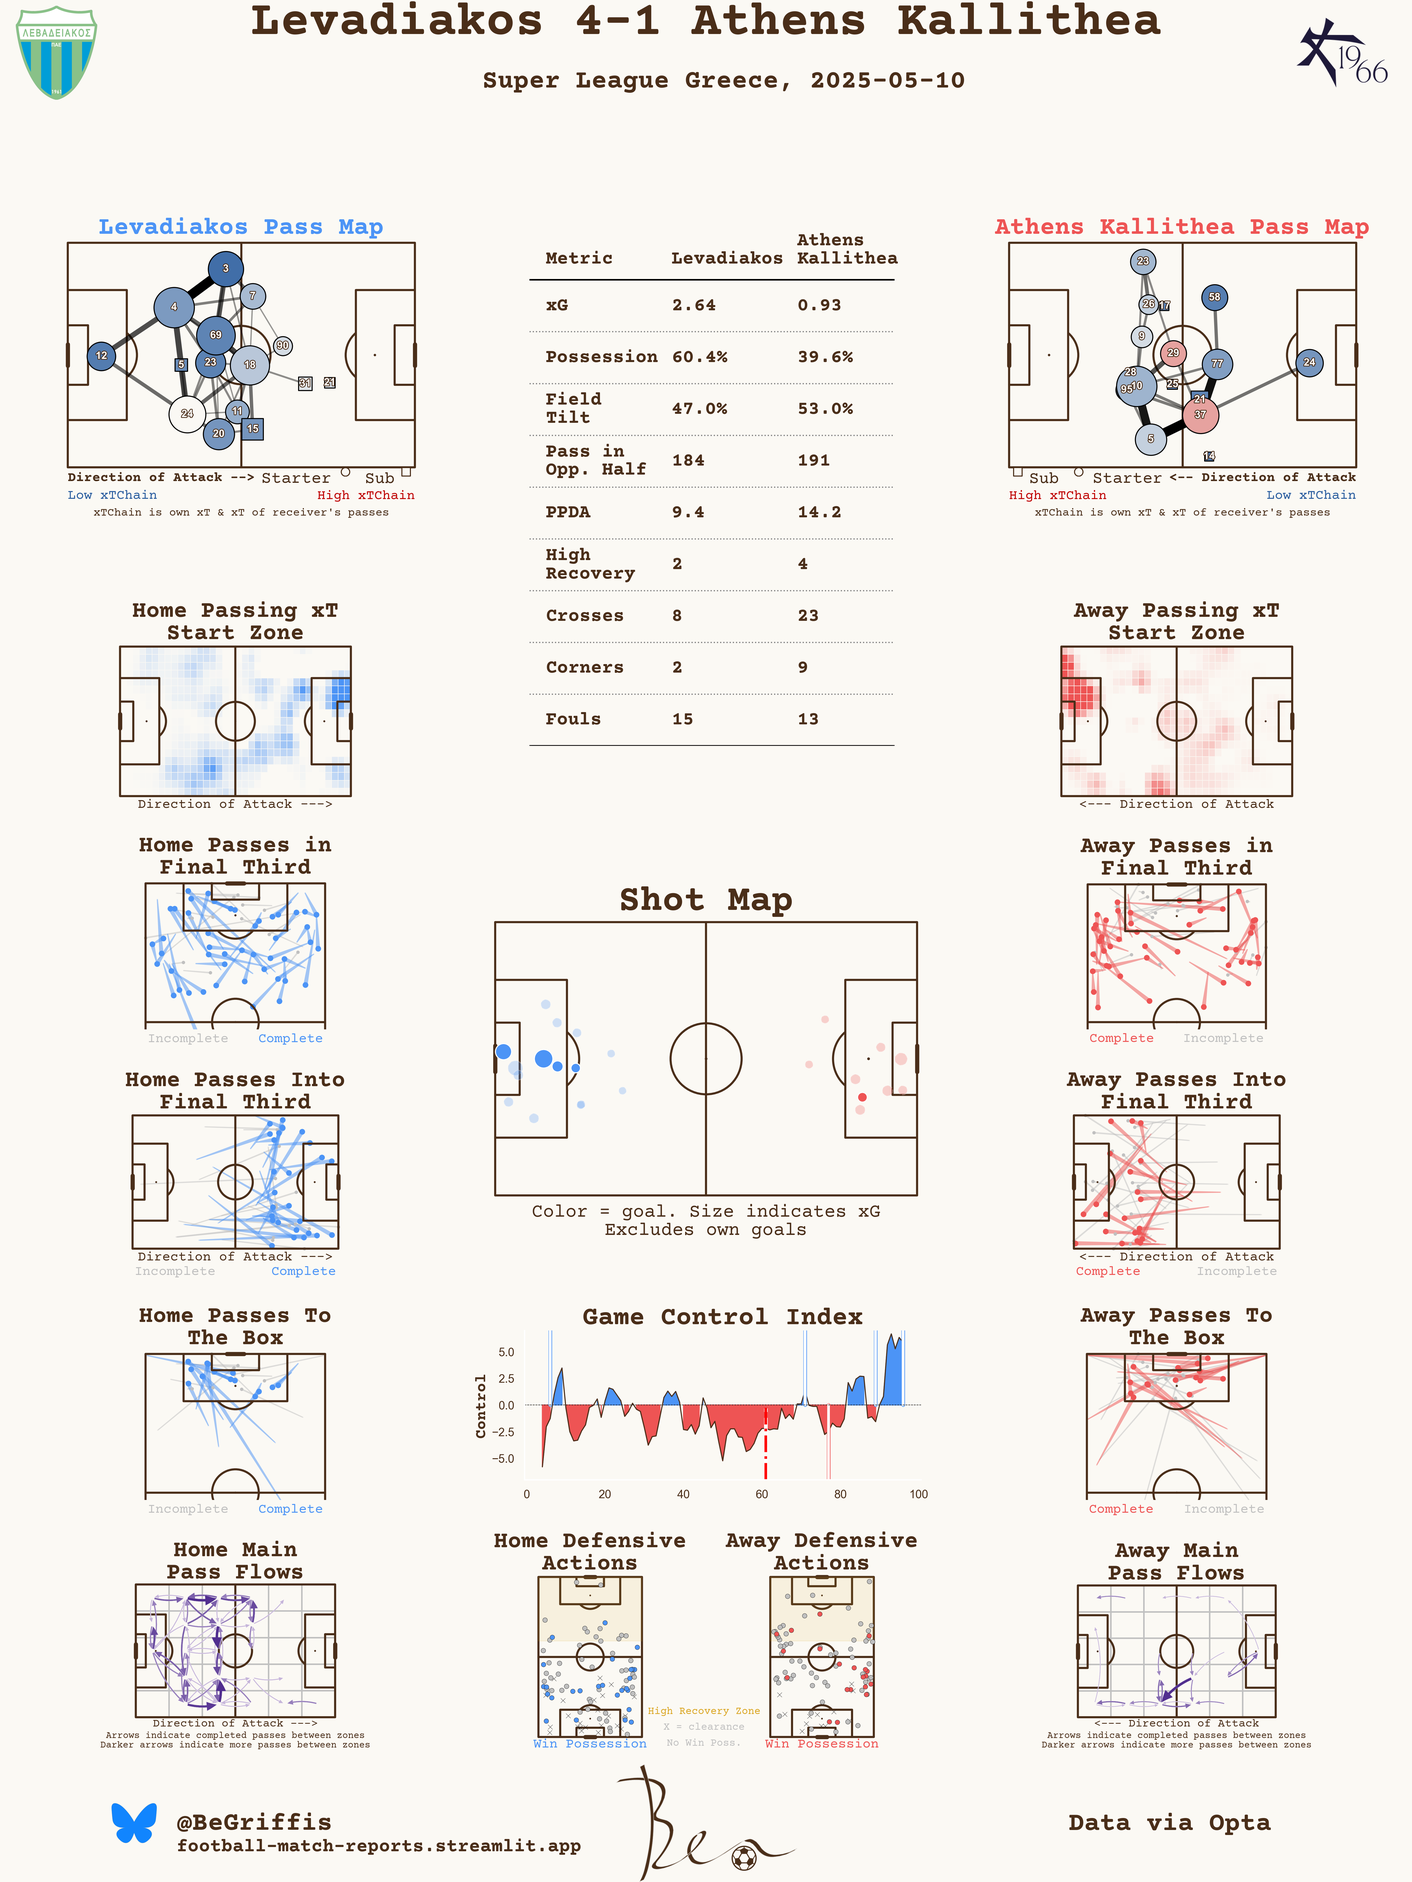 Levadiakos 4-1 Athens Kallithea
Super League Greece, 2025-05-10
ΛΕΒΑΔΕΙΑΚΟΣ
ΠΑΕ
1961
1966
Levadiakos Pass Map
3
7
4
69
12
5
23
18
90
31
21
24
11
20
15
Direction of Attack --> Starter Sub
Low xTChain High xTChain
xTChain is own xT & xT of receiver's passes
Metric Levadiakos Athens Kallithea
xG 2.64 0.93
Possession 60.4% 39.6%
Field Tilt 47.0% 53.0%
Pass in Opp. Half 184 191
PPDA 9.4 14.2
High Recovery 2 4
Crosses 8 23
Corners 2 9
Fouls 15 13
Athens Kallithea Pass Map
23
26
17
58
9
29
77
24
28
95
10
25
21
37
5
14
Sub Starter <-- Direction of Attack
High xTChain Low xTChain
xTChain is own xT & xT of receiver's passes
Home Passing xT
Start Zone
Direction of Attack --->
Away Passing xT
Start Zone
<--- Direction of Attack
Home Passes in
Final Third
Incomplete Complete
Away Passes in
Final Third
Complete Incomplete
Shot Map
Color = goal. Size indicates xG
Excludes own goals
Home Passes Into
Final Third
Direction of Attack --->
Incomplete Complete
Away Passes Into
Final Third
<--- Direction of Attack
Complete Incomplete
Home Passes To
The Box
Incomplete Complete
Game Control Index
Control
5.0
2.5
0.0
−2.5
−5.0
0 20 40 60 80 100
Away Passes To
The Box
Complete Incomplete
Home Main
Pass Flows
Direction of Attack --->
Arrows indicate completed passes between zones
Darker arrows indicate more passes between zones
Home Defensive
Actions
Win Possession
Away Defensive
Actions
Win Possession
High Recovery Zone
X = clearance
No Win Poss.
Away Main
Pass Flows
<--- Direction of Attack
Arrows indicate completed passes between zones
Darker arrows indicate more passes between zones
@BeGriffis
football-match-reports.streamlit.app
Ben
Data via Opta